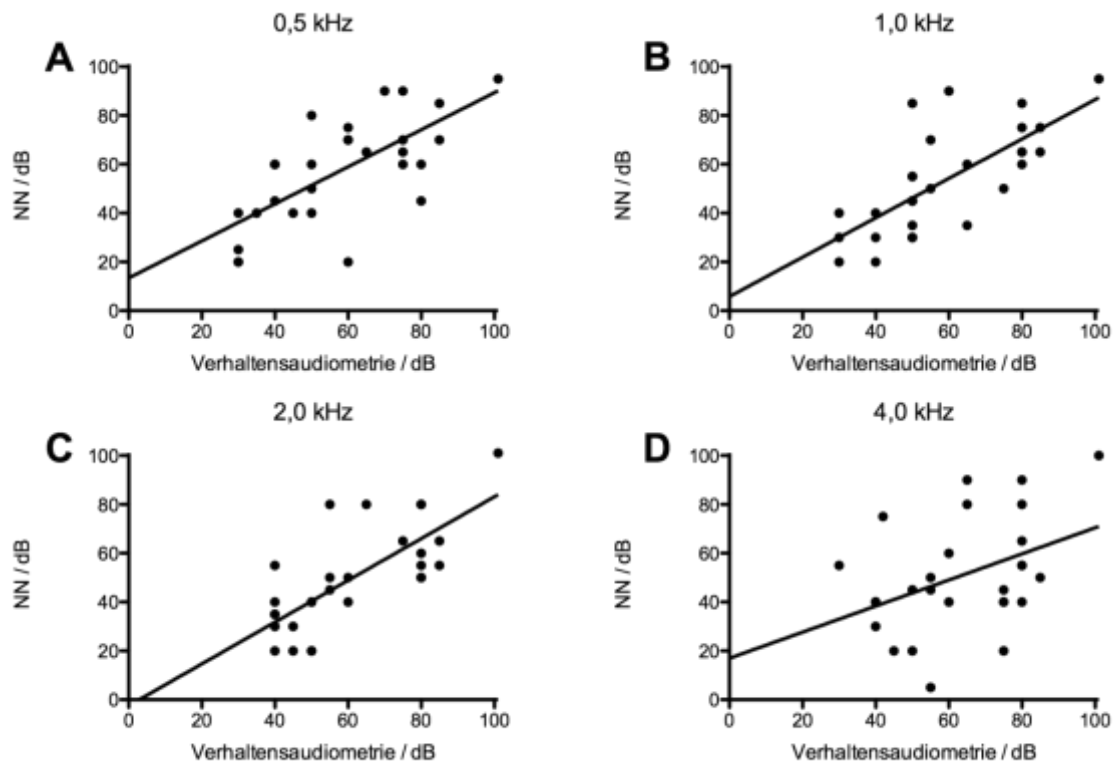 0,5 kHz
A
100
80
60
40
20
0
NN / dB
0 20 40 60 80 100
Verhaltensaudiometrie / dB
1,0 kHz
B
100
80
60
40
20
0
NN / dB
0 20 40 60 80 100
Verhaltensaudiometrie / dB
2,0 kHz
C
100
80
60
40
20
0
NN / dB
0 20 40 60 80 100
Verhaltensaudiometrie / dB
4,0 kHz
D
100
80
60
40
20
0
NN / dB
0 20 40 60 80 100
Verhaltensaudiometrie / dB